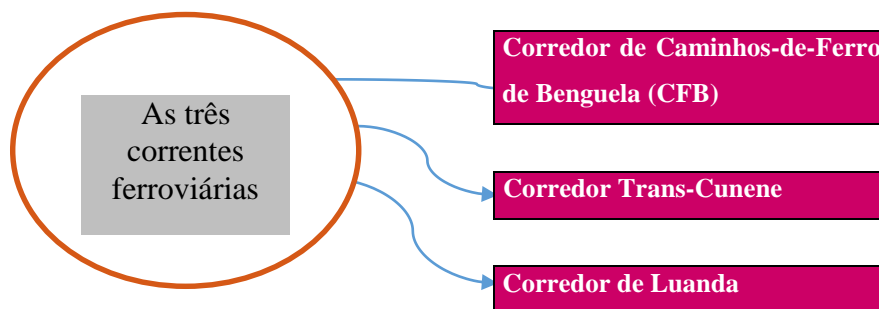 As três
correntes
ferroviárias
Corredor de Caminhos-de-Ferro
de Benguela (CFB)
Corredor Trans-Cunene
Corredor de Luanda